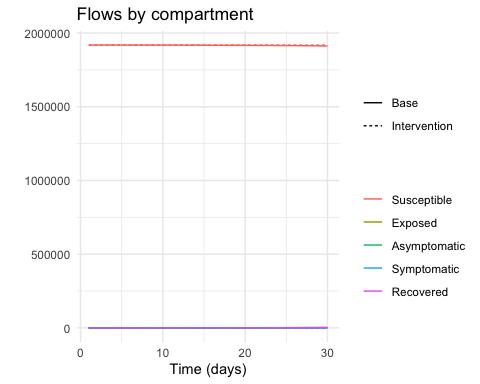 Flows by compartment
2000000
1500000
1000000
500000
0
0 10 20 30
Time (days)
Base
Intervention
Susceptible
Exposed
Asymptomatic
Symptomatic
Recovered